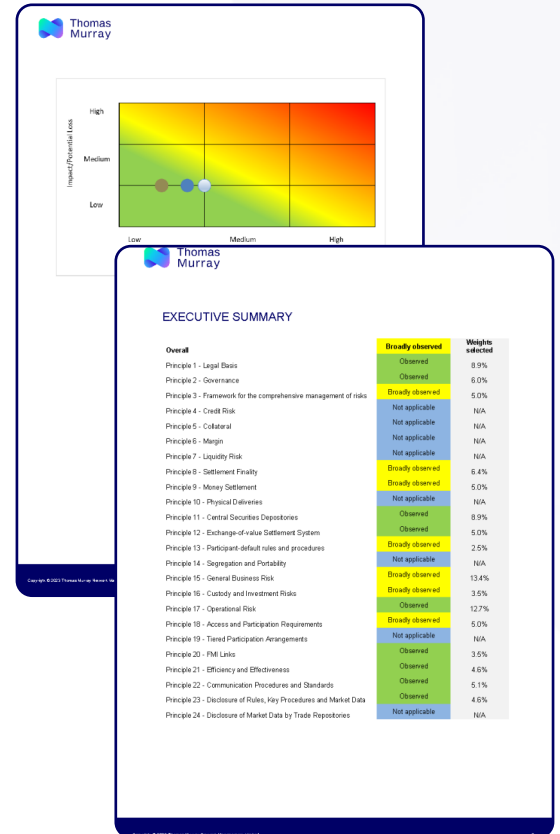 Thomas
Murray
High
Impact/Potential Loss
Medium
Low
Low Medium High
Thomas
Murray
EXECUTIVE SUMMARY
Overall Broadly observed Weights selected
Principle 1 - Legal Basis Observed 8.9%
Principle 2 - Governance Observed 6.0%
Principle 3 - Framework for the comprehensive management of risks Broadly observed 5.0%
Principle 4 - Credit Risk Not applicable N/A
Principle 5 - Collateral Not applicable N/A
Principle 6 - Margin Not applicable N/A
Principle 7 - Liquidity Risk Not applicable N/A
Principle 8 - Settlement Finality Broadly observed 6.4%
Principle 9 - Money Settlement Broadly observed 5.0%
Principle 10 - Physical Deliveries Not applicable N/A
Principle 11 - Central Securities Depositories Observed 8.9%
Principle 12 - Exchange-of-value Settlement System Observed 5.0%
Principle 13 - Participant-default rules and procedures Broadly observed 2.5%
Principle 14 - Segregation and Portability Not applicable N/A
Principle 15 - General Business Risk Broadly observed 13.4%
Principle 16 - Custody and Investment Risks Broadly observed 3.5%
Principle 17 - Operational Risk Observed 12.7%
Principle 18 - Access and Participation Requirements Broadly observed 5.0%
Principle 19 - Tiered Participation Arrangements Not applicable N/A
Principle 20 - FMI Links Observed 3.5%
Principle 21 - Efficiency and Effectiveness Observed 4.6%
Principle 22 - Communication Procedures and Standards Observed 5.1%
Principle 23 - Disclosure of Rules, Key Procedures and Market Data Observed 4.6%
Principle 24 - Disclosure of Market Data by Trade Repositories Not applicable N/A
Copyright © 2023 Thomas Murray Network